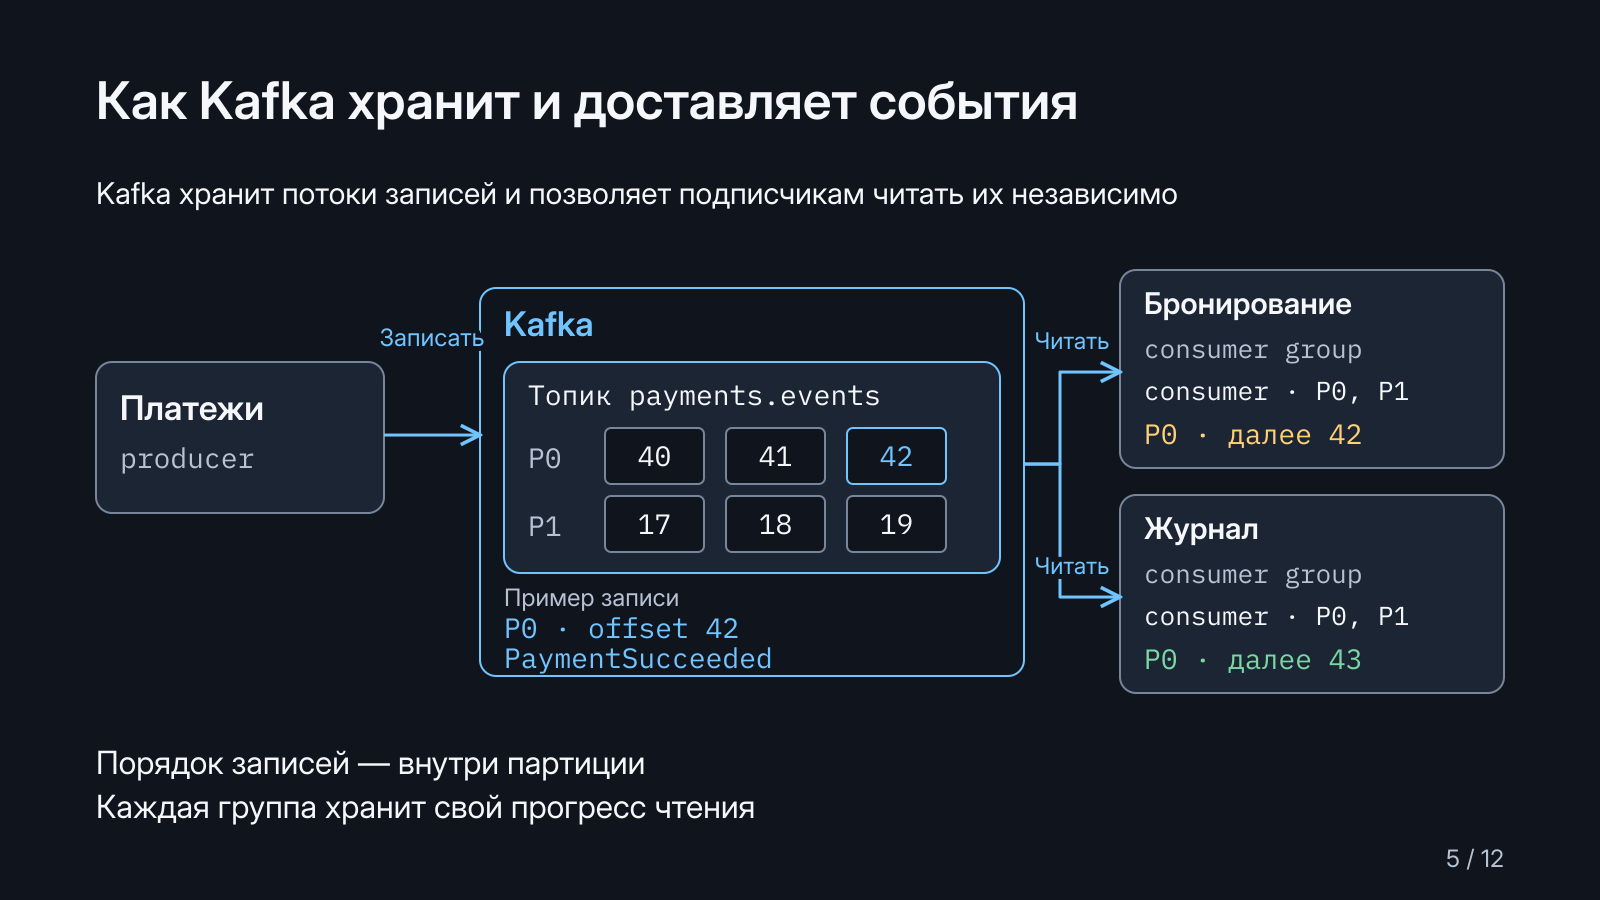 Как Kafka хранит и доставляет события
Kafka хранит потоки записей и позволяет подписчикам читать их независимо
Платежи
producer
Записать
Kafka
Топик payments.events
P0 40 41 42
P1 17 18 19
Пример записи
P0 · offset 42
PaymentSucceeded
Читать
Бронирование
consumer group
consumer · P0, P1
P0 · далее 42
Читать
Журнал
consumer group
consumer · P0, P1
P0 · далее 43
Порядок записей — внутри партиции
Каждая группа хранит свой прогресс чтения
5 / 12